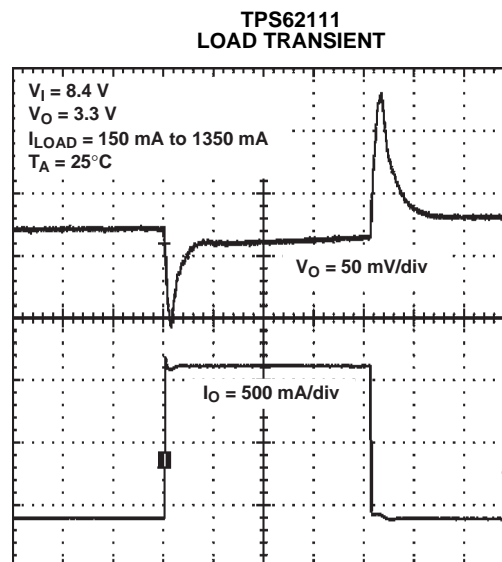 TPS62111
LOAD TRANSIENT
V_I = 8.4 V
V_O = 3.3 V
I_LOAD = 150 mA to 1350 mA
T_A = 25°C
V_O = 50 mV/div
I_O = 500 mA/div